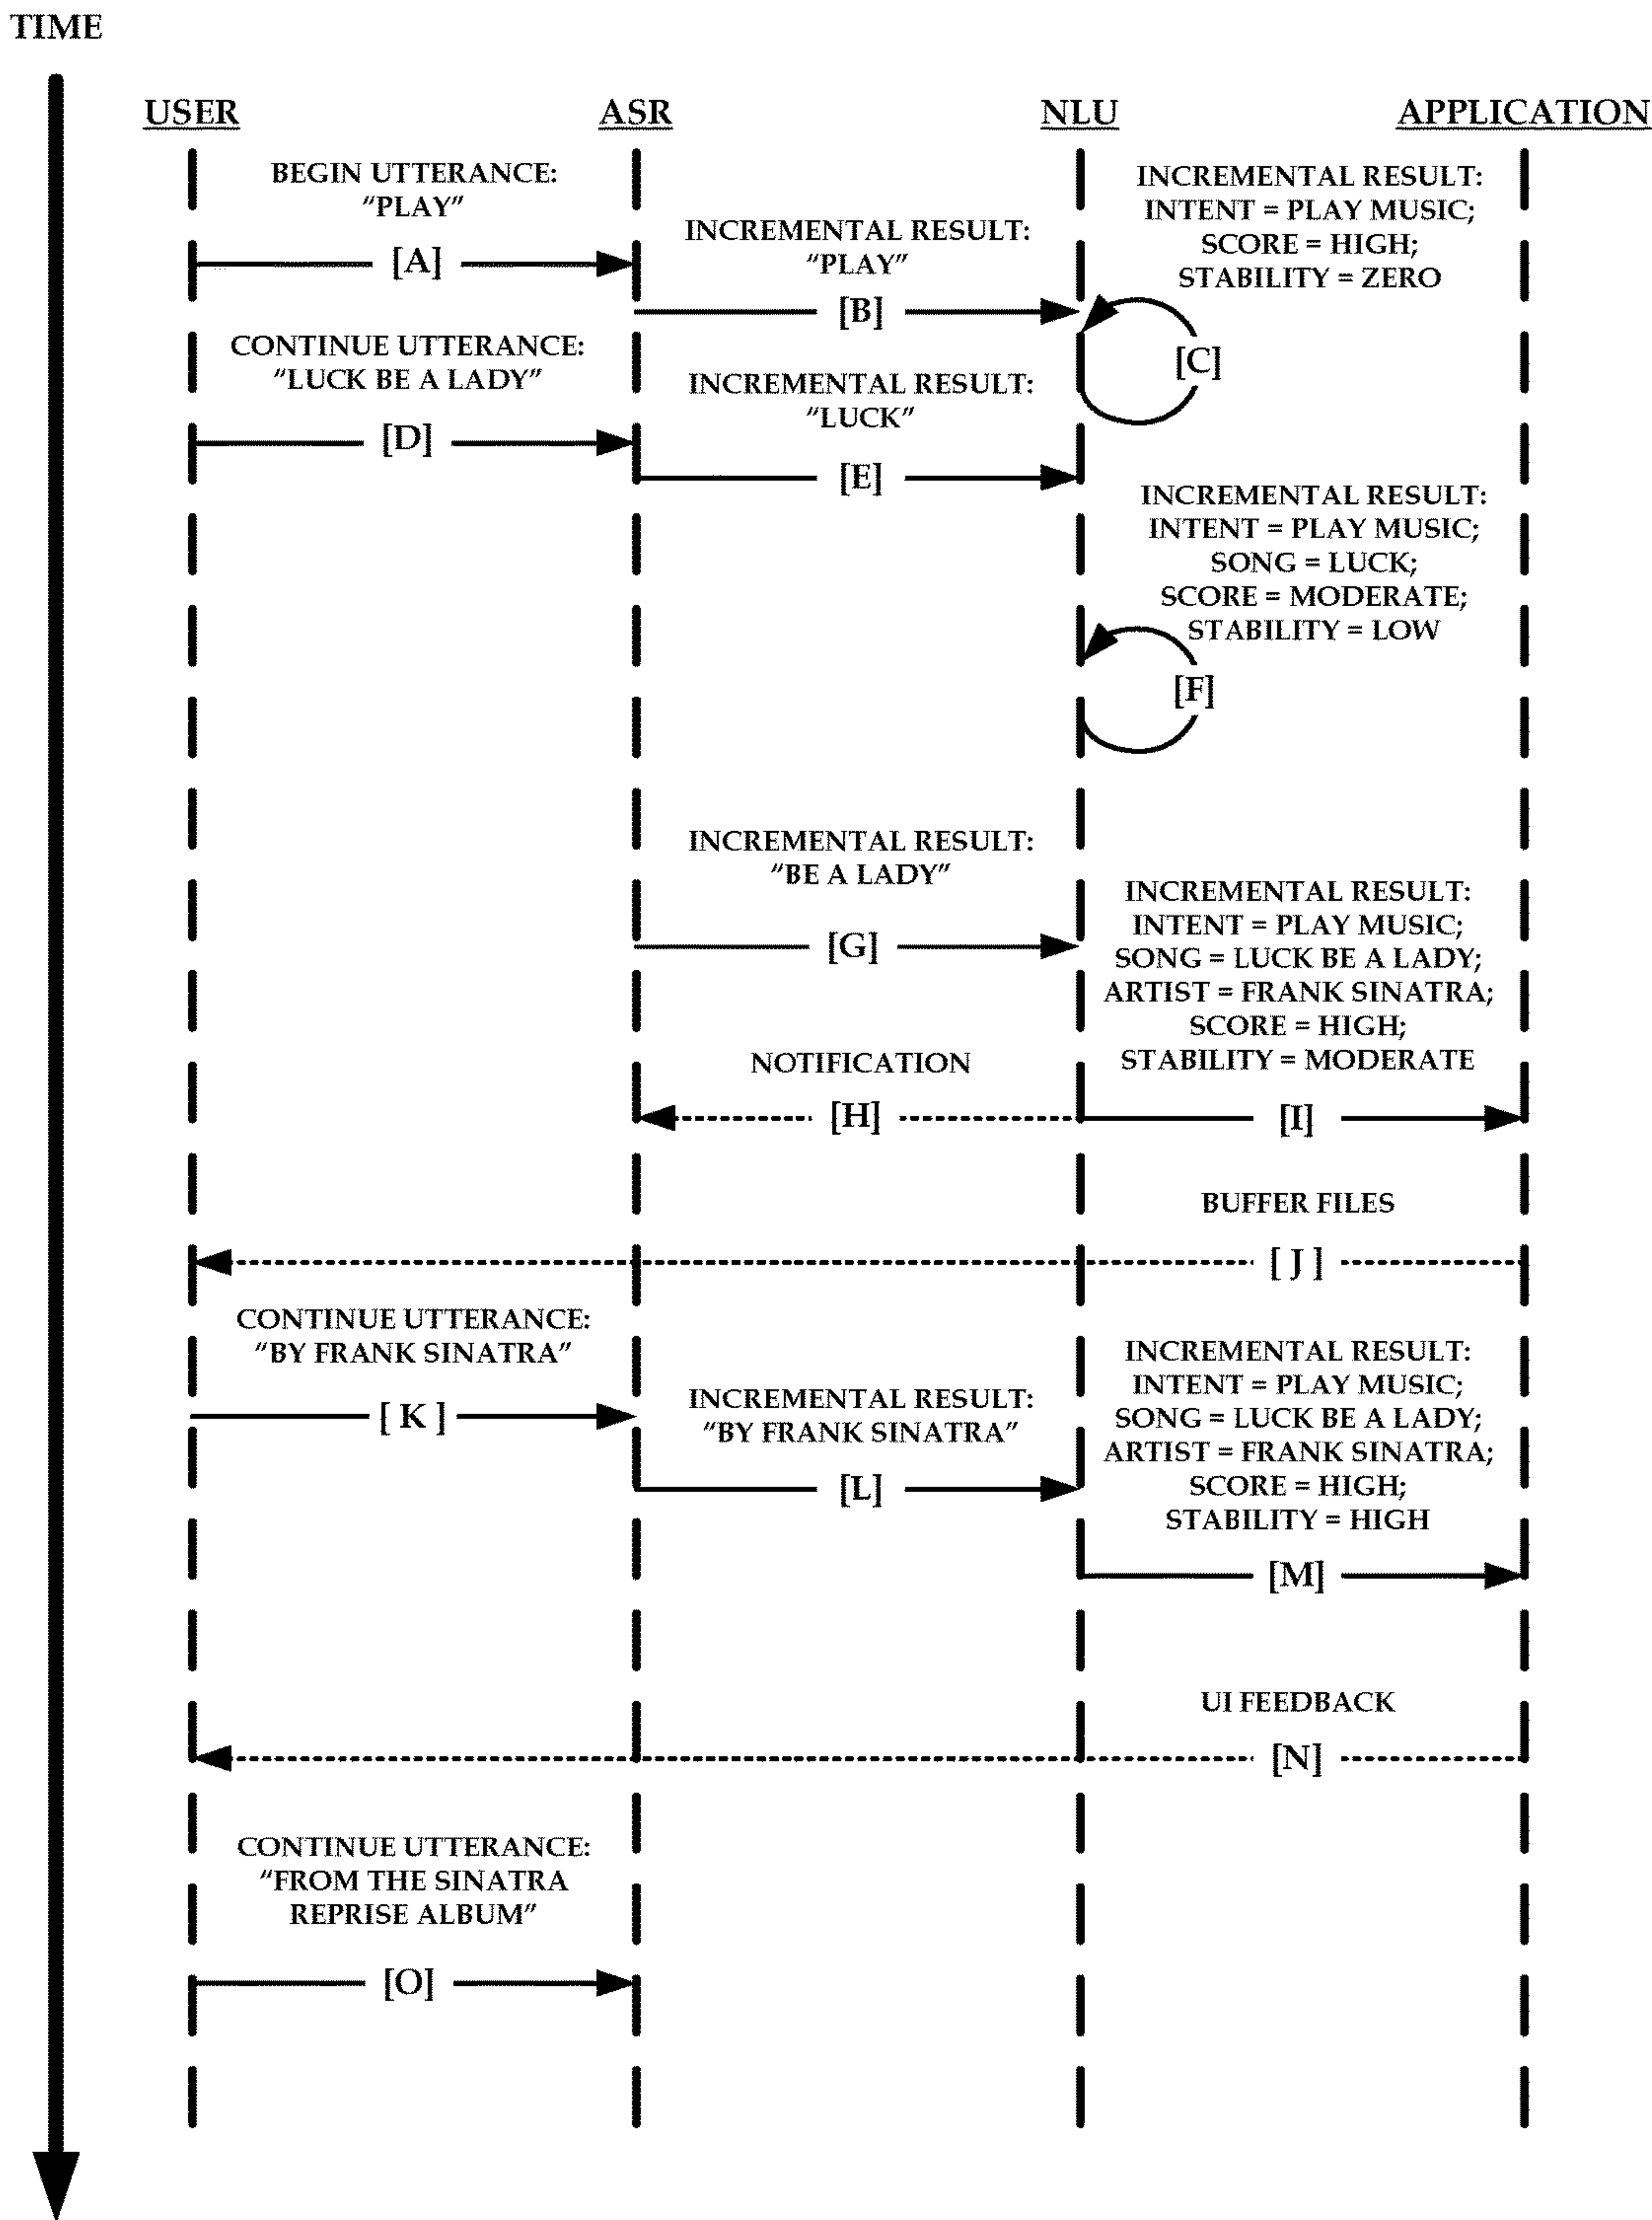 TIME
USER
ASR
NLU
APPLICATION
BEGIN UTTERANCE:
"PLAY"
[A]
INCREMENTAL RESULT:
"PLAY"
[B]
INCREMENTAL RESULT:
INTENT = PLAY MUSIC;
SCORE = HIGH;
STABILITY = ZERO
[C]
CONTINUE UTTERANCE:
"LUCK BE A LADY"
[D]
INCREMENTAL RESULT:
"LUCK"
[E]
INCREMENTAL RESULT:
INTENT = PLAY MUSIC;
SONG = LUCK;
SCORE = MODERATE;
STABILITY = LOW
[F]
INCREMENTAL RESULT:
"BE A LADY"
[G]
INCREMENTAL RESULT:
INTENT = PLAY MUSIC;
SONG = LUCK BE A LADY;
ARTIST = FRANK SINATRA;
SCORE = HIGH;
STABILITY = MODERATE
NOTIFICATION
[H]
[I]
BUFFER FILES
[ J ]
CONTINUE UTTERANCE:
"BY FRANK SINATRA"
[ K ]
INCREMENTAL RESULT:
"BY FRANK SINATRA"
[L]
INCREMENTAL RESULT:
INTENT = PLAY MUSIC;
SONG = LUCK BE A LADY;
ARTIST = FRANK SINATRA;
SCORE = HIGH;
STABILITY = HIGH
[M]
UI FEEDBACK
[N]
CONTINUE UTTERANCE:
"FROM THE SINATRA
REPRISE ALBUM"
[O]